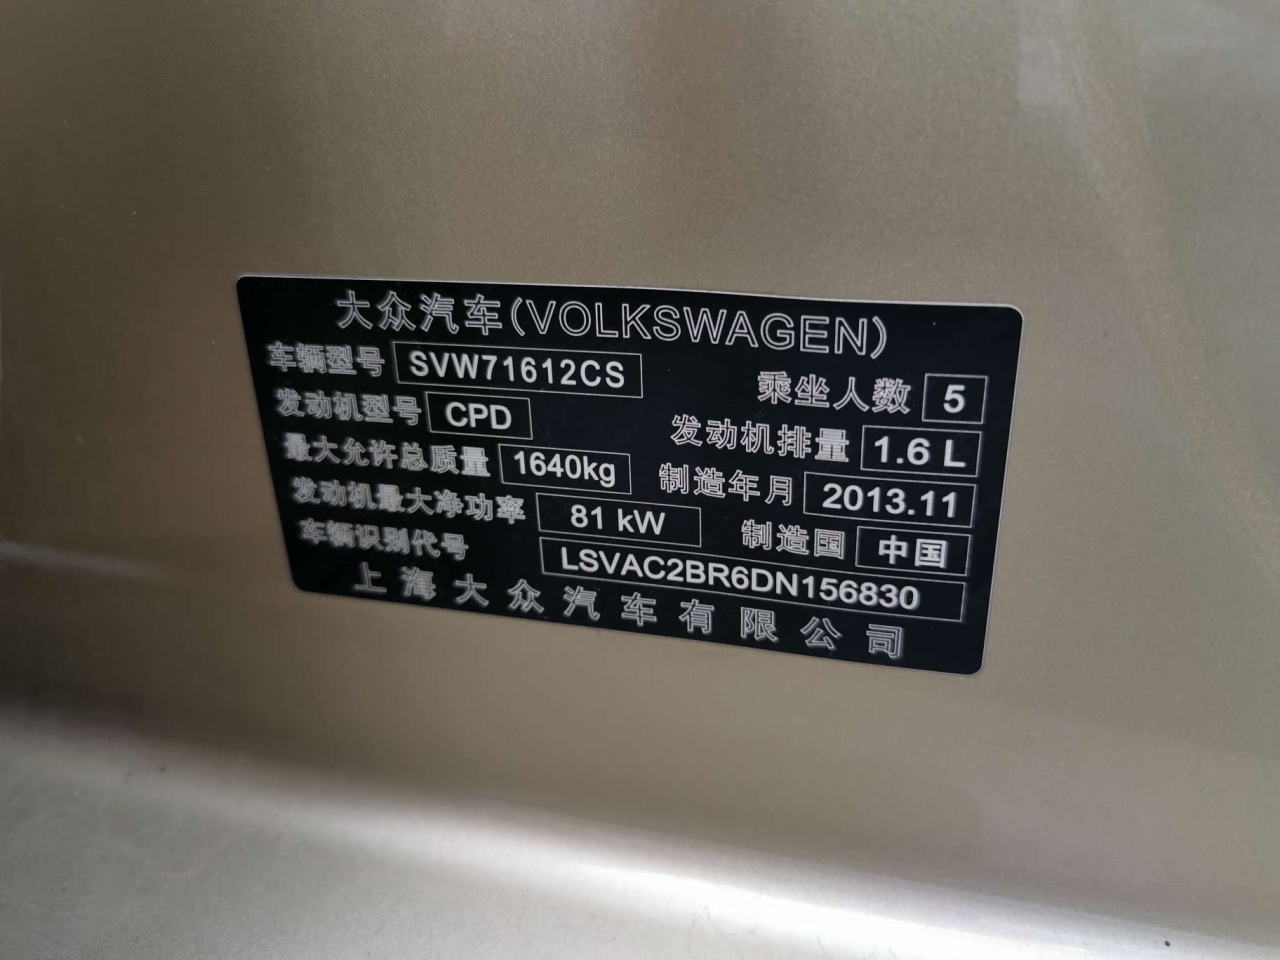 大众汽车(VOLKSWAGEN)
车辆型号 SVW71612CS 乘坐人数 5
发动机型号 CPD 发动机排量 1.6 L
最大允许总质量 1640kg 制造年月 2013.11
发动机最大净功率 81 kW 制造国 中国
车辆识别代号 LSVAC2BR6DN156830
上海大众汽车有限公司